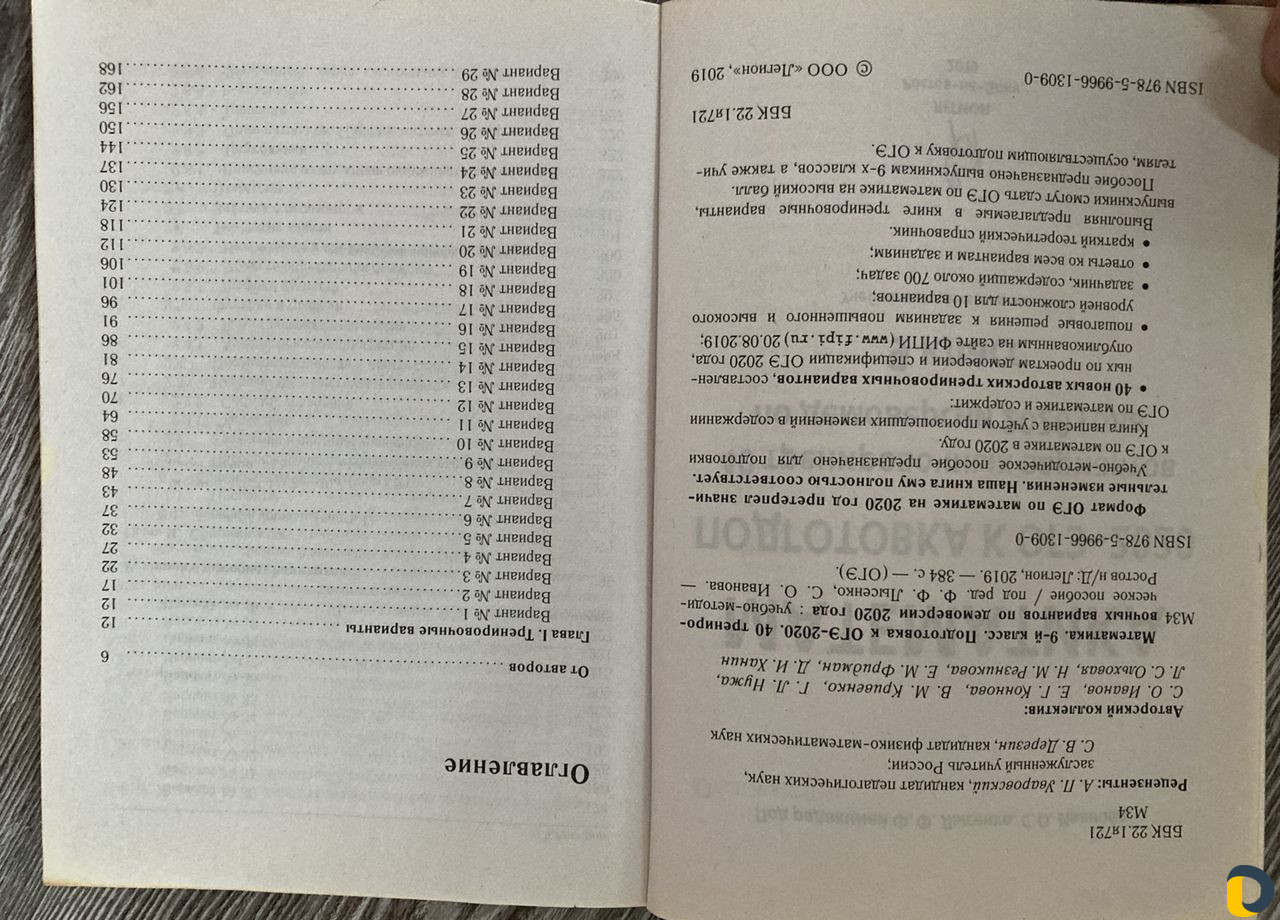 ББК 22.1я721
М34
Рецензенты: А. П. Уваровский, кандидат педагогических наук,
заслуженный учитель России;
С. В. Дерезин, кандидат физико-математических наук
Авторский коллектив:
С. О. Иванов, Е. Г. Коннова, В. М. Кривенко, Г. Л. Нужа,
Л. С. Ольховая, Н. М. Резникова, Е. М. Фридман, Д. И. Ханин
Математика. 9-й класс. Подготовка к ОГЭ-2020. 40 трениро-
М34 вочных вариантов по демоверсии 2020 года : учебно-методи-
ческое пособие / под ред. Ф. Ф. Лысенко, С. О. Иванова. —
Ростов н/Д: Легион, 2019. — 384 с. — (ОГЭ).
ISBN 978-5-9966-1309-0
Формат ОГЭ по математике на 2020 год претерпел значи-
тельные изменения. Наша книга ему полностью соответствует.
Учебно-методическое пособие предназначено для подготовки
к ОГЭ по математике в 2020 году.
Книга написана с учётом произошедших изменений в содержании
ОГЭ по математике и содержит:
• 40 новых авторских тренировочных вариантов, составлен-
ных по проектам демоверсии и спецификации ОГЭ 2020 года,
опубликованным на сайте ФИПИ (www.fipi.ru) 20.08.2019;
• пошаговые решения к заданиям повышенного и высокого
уровней сложности для 10 вариантов;
• задачник, содержащий около 700 задач;
• ответы ко всем вариантам и заданиям;
• краткий теоретический справочник.
Выполняя предлагаемые в книге тренировочные варианты,
выпускники смогут сдать ОГЭ по математике на высокий балл.
Пособие предназначено выпускникам 9-х классов, а также учи-
телям, осуществляющим подготовку к ОГЭ.
ББК 22.1я721
ISBN 978-5-9966-1309-0 © ООО «Легион», 2019
Оглавление
От авторов 6
Глава I. Тренировочные варианты 12
Вариант № 1 12
Вариант № 2 17
Вариант № 3 22
Вариант № 4 27
Вариант № 5 32
Вариант № 6 37
Вариант № 7 43
Вариант № 8 48
Вариант № 9 53
Вариант № 10 58
Вариант № 11 64
Вариант № 12 70
Вариант № 13 76
Вариант № 14 81
Вариант № 15 86
Вариант № 16 91
Вариант № 17 96
Вариант № 18 101
Вариант № 19 106
Вариант № 20 112
Вариант № 21 118
Вариант № 22 124
Вариант № 23 130
Вариант № 24 137
Вариант № 25 144
Вариант № 26 150
Вариант № 27 156
Вариант № 28 162
Вариант № 29 168